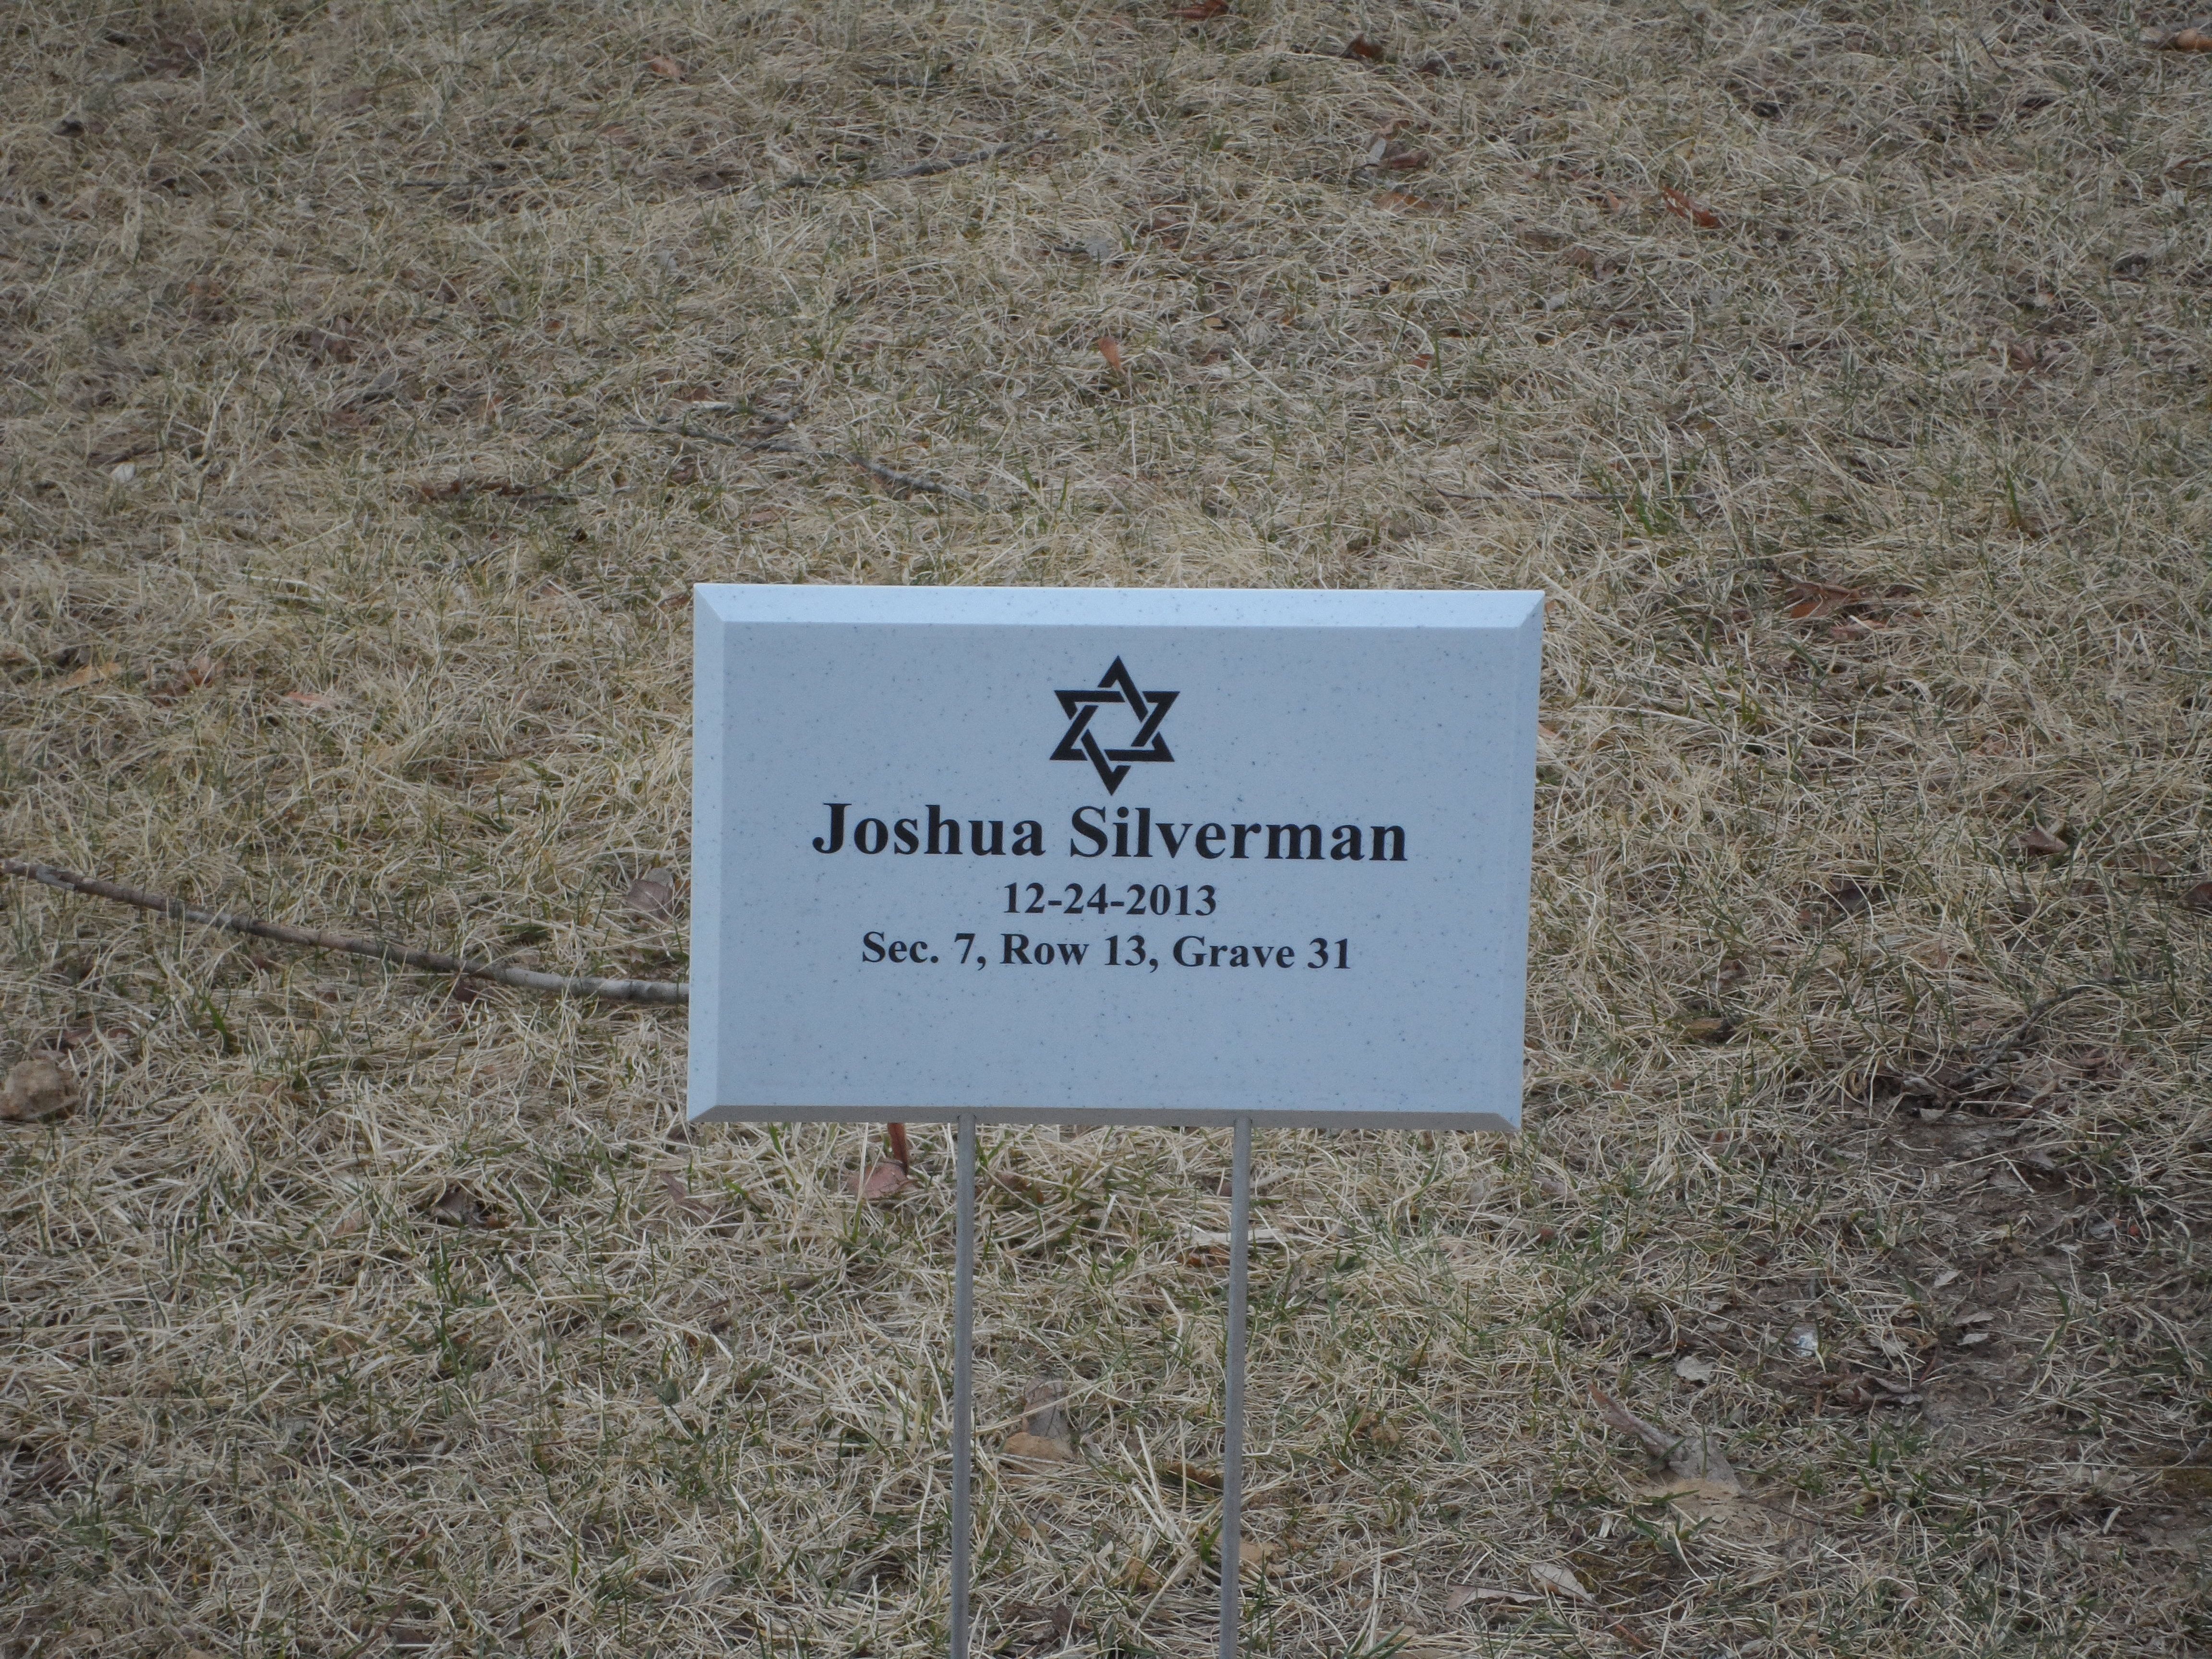 Joshua Silverman
12-24-2013
Sec. 7, Row 13, Grave 31